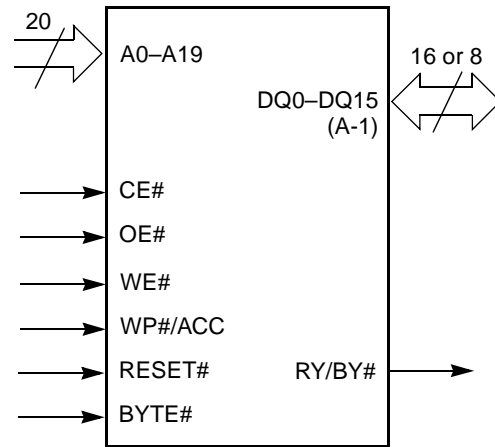 20
A0–A19
16 or 8
DQ0–DQ15
(A-1)
CE#
OE#
WE#
WP#/ACC
RESET#
RY/BY#
BYTE#